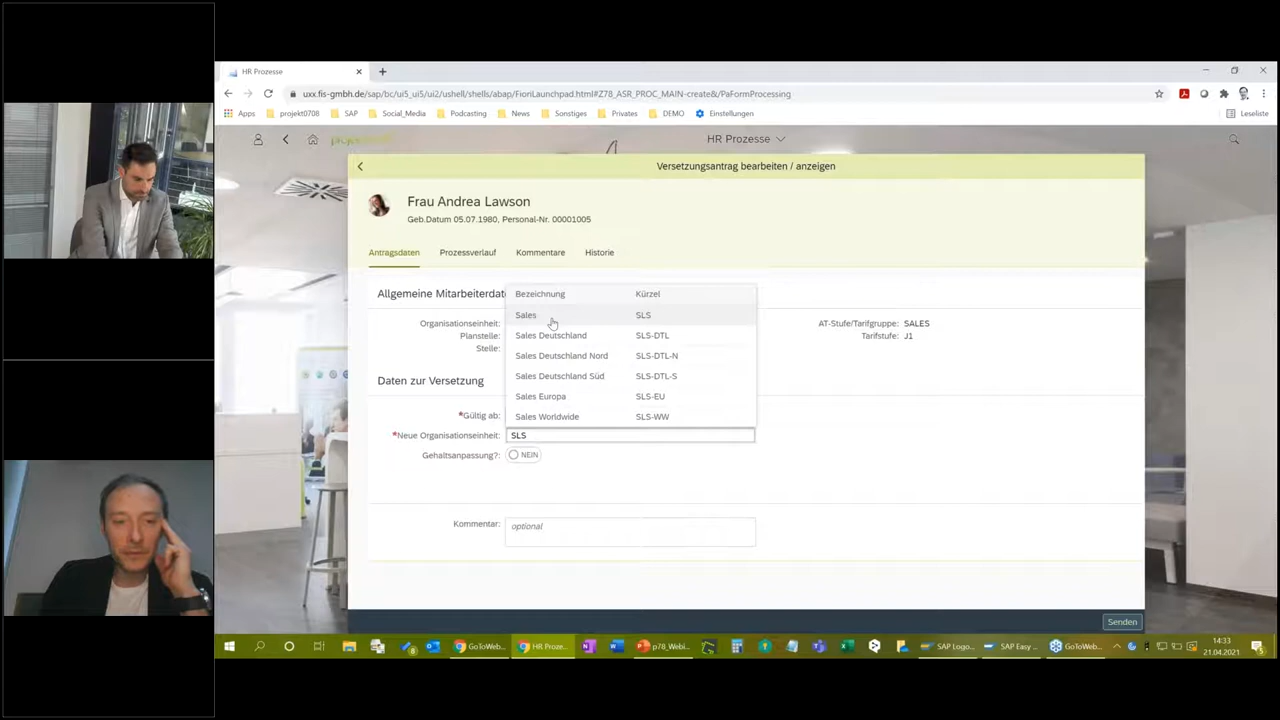 HR Prozesse
uxx.fis-gmbh.de/sap/bc/ui5_ui5/ui2/ushell/shells/abap/FioriLaunchpad.html#Z78_ASR_PROC_MAIN-create&/PaFormProcessing
Apps projekt0708 SAP Social_Media Podcasting News Sonstiges Privates DEMO Einstellungen Leseliste
HR Prozesse
Versetzungsantrag bearbeiten / anzeigen
Frau Andrea Lawson
Geb.Datum 05.07.1980, Personal-Nr. 00001005
Antragsdaten Prozessverlauf Kommentare Historie
Allgemeine Mitarbeiterdate
Bezeichnung Kürzel
Sales SLS
Organisationseinheit: AT-Stufe/Tarifgruppe: SALES
Planstelle: Sales Deutschland SLS-DTL Tarifstufe: J1
Stelle:
Sales Deutschland Nord SLS-DTL-N
Sales Deutschland Süd SLS-DTL-S
Daten zur Versetzung
Sales Europa SLS-EU
Sales Worldwide SLS-WW
*Gültig ab:
*Neue Organisationseinheit: SLS
Gehaltsanpassung?: NEIN
Kommentar: optional
Senden
GoToWeb... HR Proze... p78_Webi... SAP Logo... SAP Easy ... GoToWeb...
14:33
21.04.2021